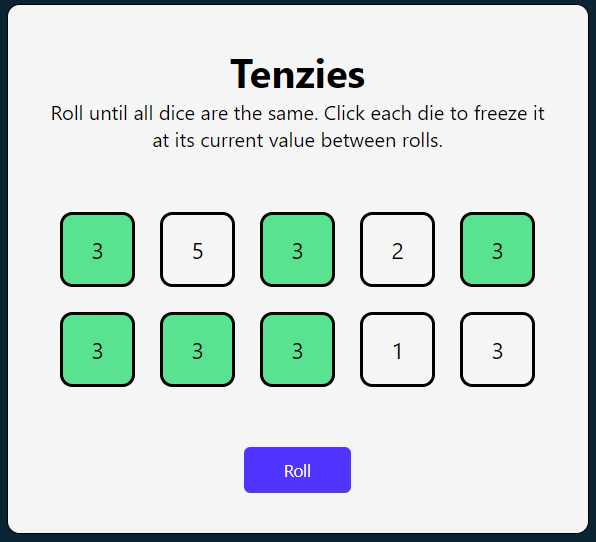 Tenzies
Roll until all dice are the same. Click each die to freeze it
at its current value between rolls.
3 5 3 2 3
3 3 3 1 3
Roll